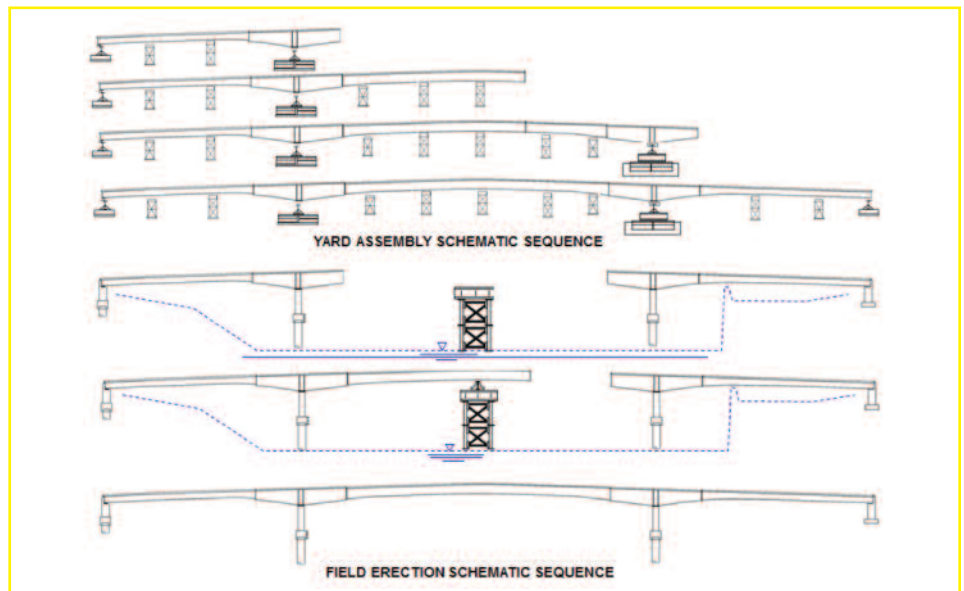 YARD ASSEMBLY SCHEMATIC SEQUENCE
FIELD ERECTION SCHEMATIC SEQUENCE